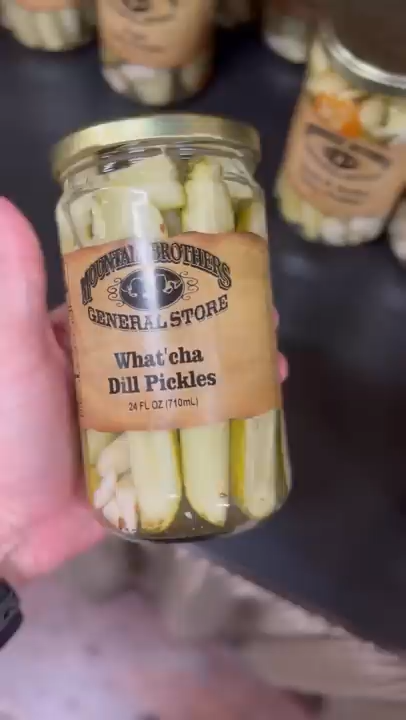 MOUNTAIN BROTHERS
GENERAL STORE
What'cha
Dill Pickles
24 FL OZ (710mL)